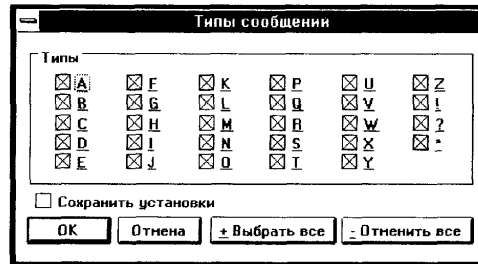 Типы сообщении
Типы
A F K P U Z
B G L Q V !
C H M R W ?
D I N S X *
E J O T Y
Сохранить установки
OK Отмена + Выбрать все - Отменить все